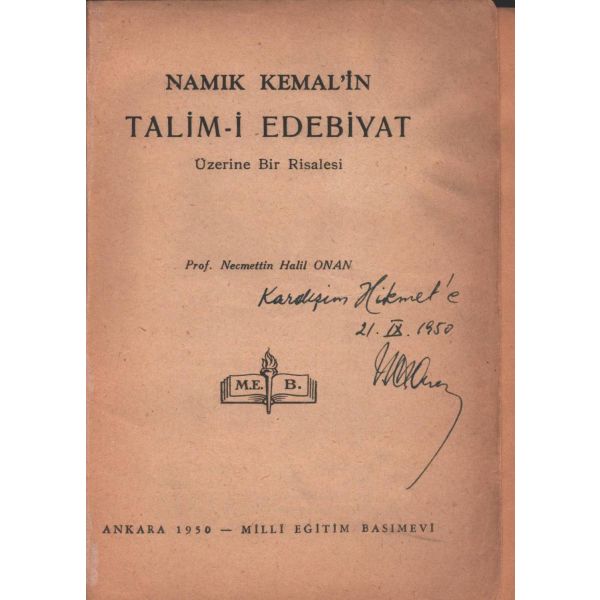 NAMIK KEMAL'İN
TALİM-İ EDEBİYAT
Üzerine Bir Risalesi
Prof. Necmettin Halil ONAN
Kardeşim Hikmet'e
21. IX. 1950
M.E. B.
ANKARA 1950 — MİLLÎ EĞİTİM BASIMEVİ